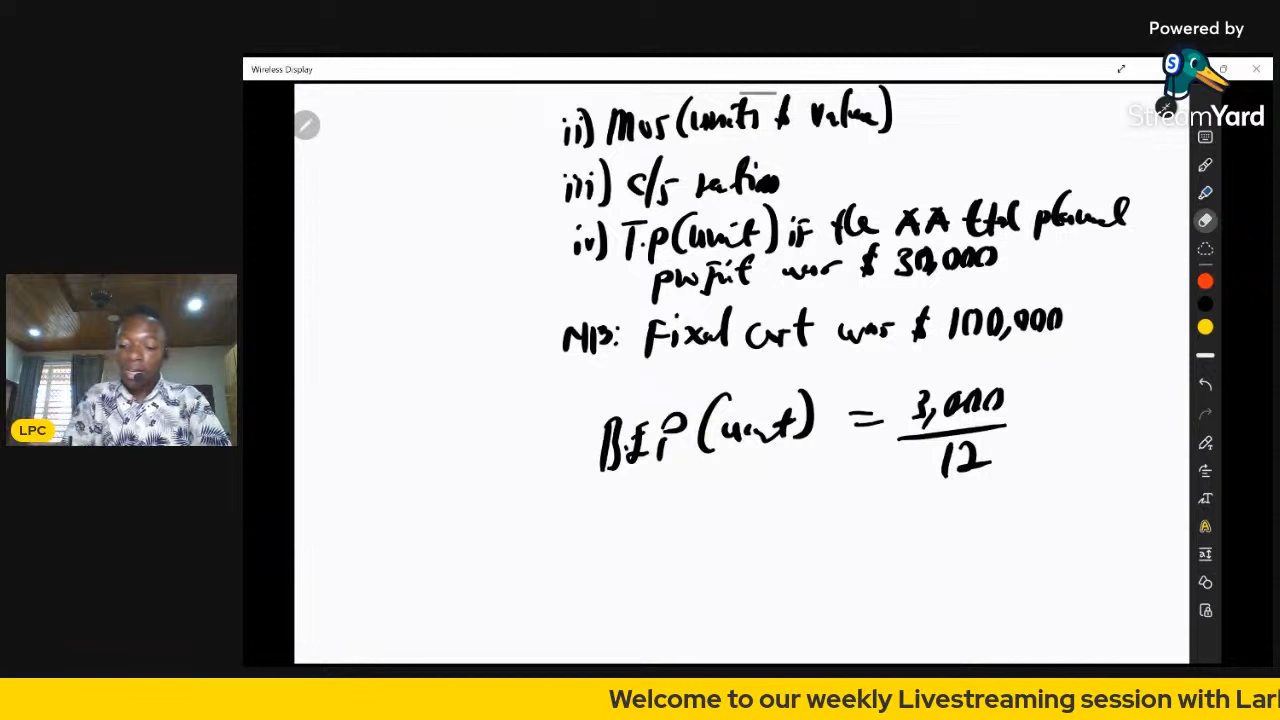 Powered by
StreamYard
Wireless Display
ii) MoS (units & value)
iii) c/s ratio
iv) T.P (unit) if the XA total planned
profit was $ 30,000
NB: Fixed cost was $ 100,000
B.E.P (unit) = 3,000
12
LPC
Welcome to our weekly Livestreaming session with Larl